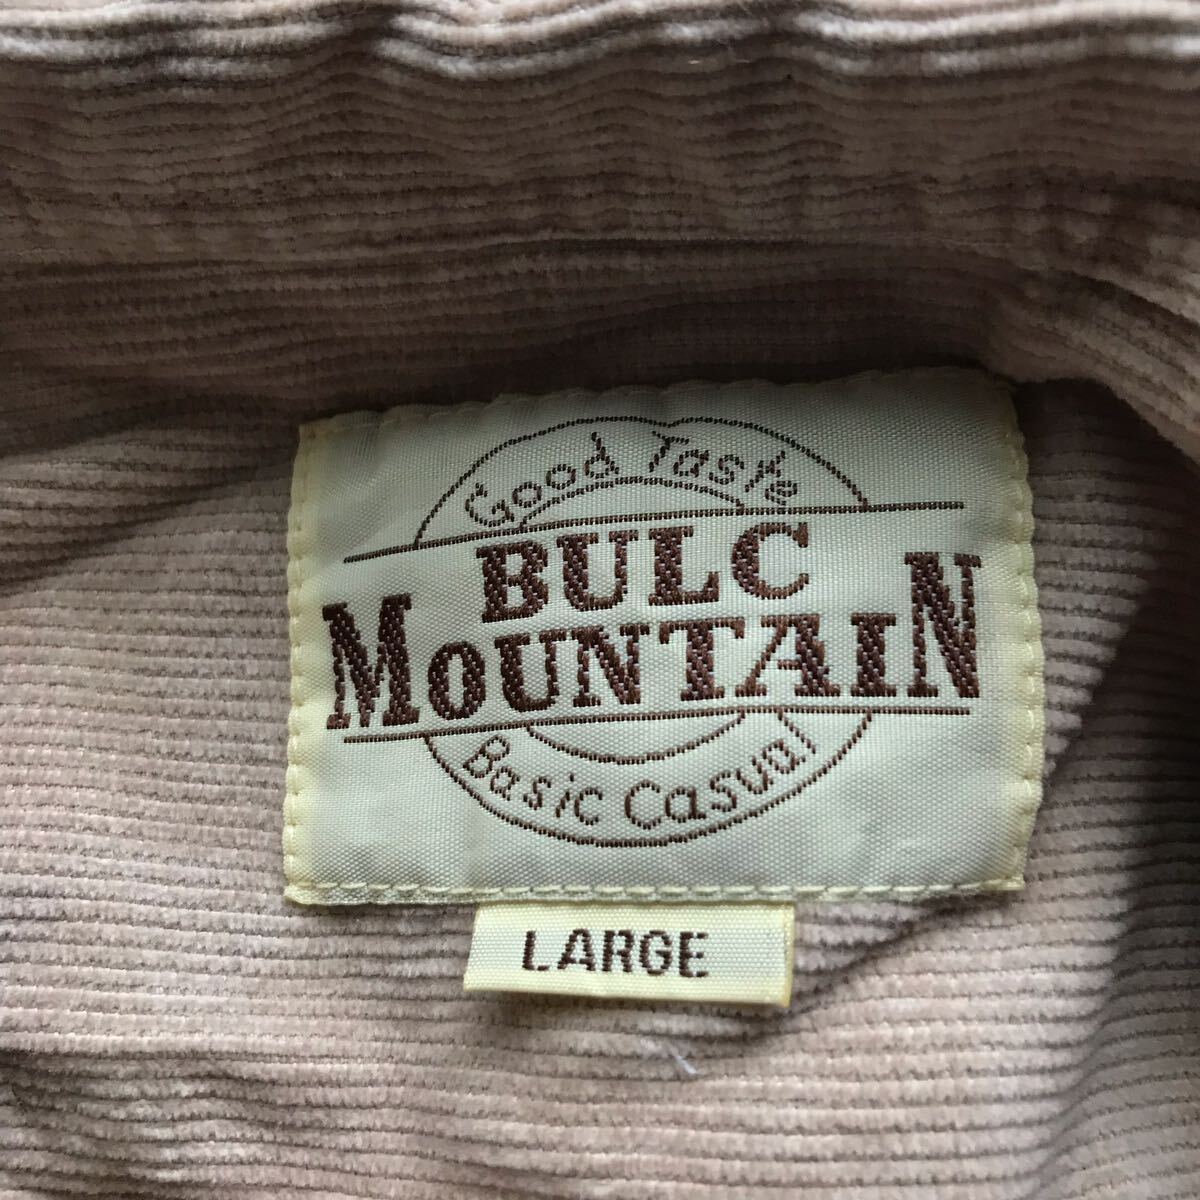 Good Taste
BULC
MOUNTAIN
Basic Casual
LARGE